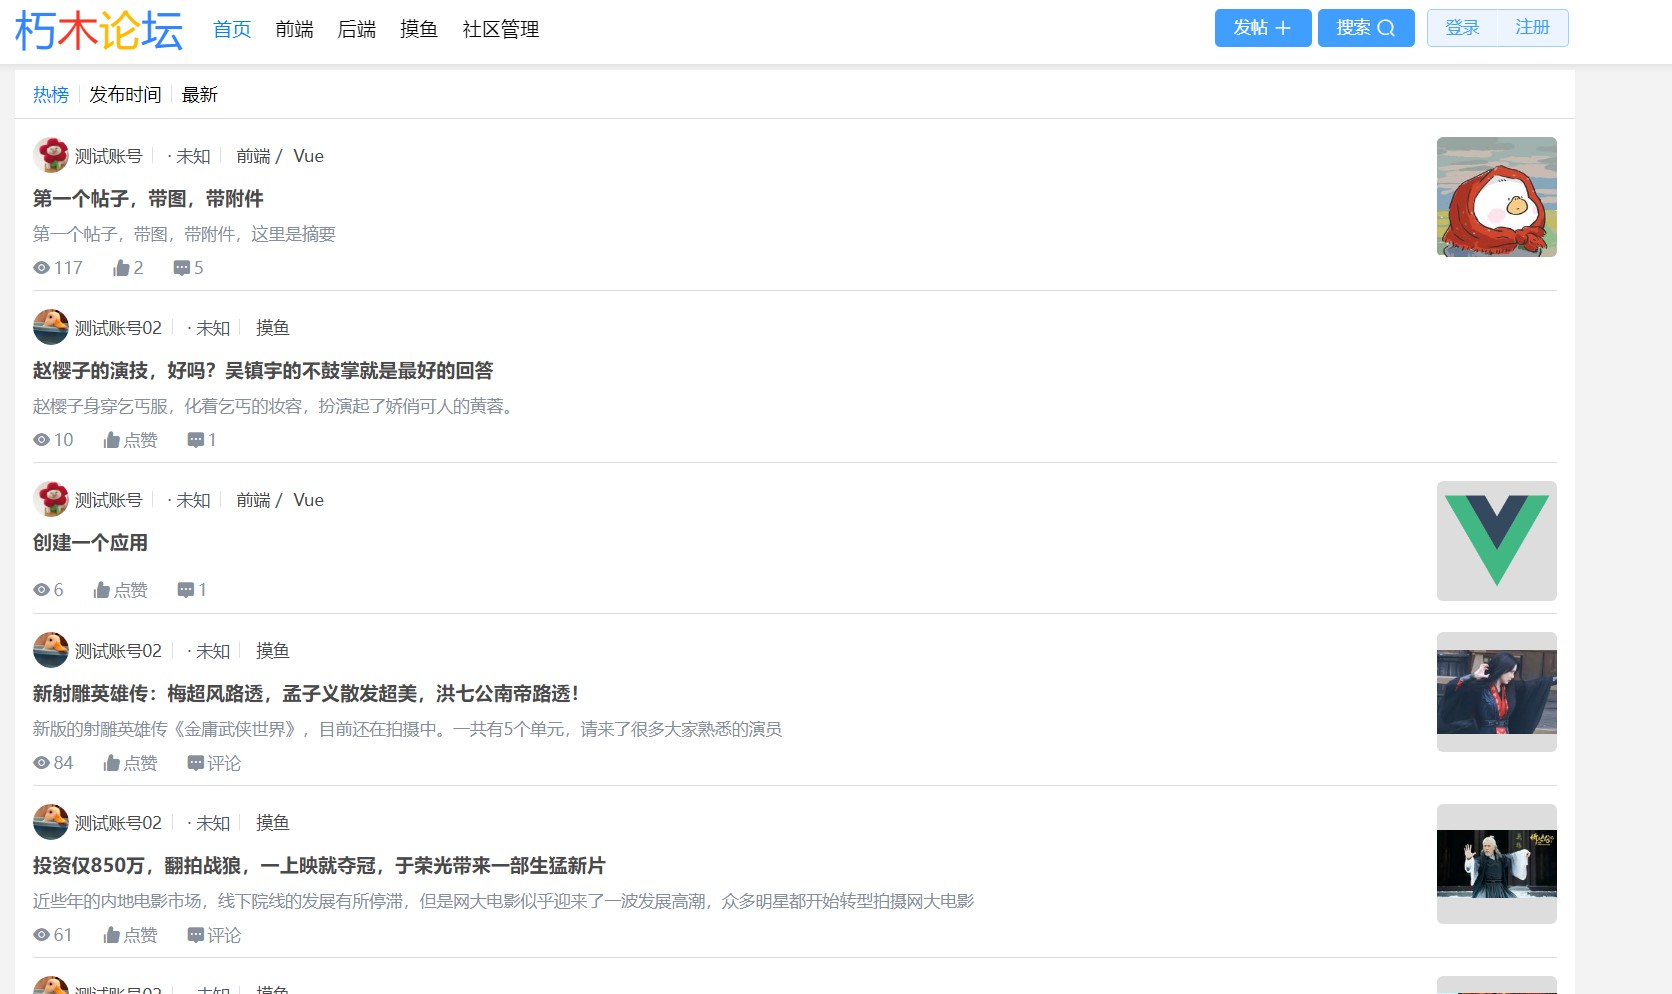 朽木论坛 首页 前端 后端 摸鱼 社区管理 发帖 搜索 登录 注册
热榜 发布时间 最新
测试账号 · 未知 前端 / Vue
第一个帖子，带图，带附件
第一个帖子，带图，带附件，这里是摘要
117 2 5
测试账号02 · 未知 摸鱼
赵樱子的演技，好吗？吴镇宇的不鼓掌就是最好的回答
赵樱子身穿乞丐服，化着乞丐的妆容，扮演起了娇俏可人的黄蓉。
10 点赞 1
测试账号 · 未知 前端 / Vue
创建一个应用
6 点赞 1
测试账号02 · 未知 摸鱼
新射雕英雄传：梅超风路透，孟子义散发超美，洪七公南帝路透！
新版的射雕英雄传《金庸武侠世界》，目前还在拍摄中。一共有5个单元，请来了很多大家熟悉的演员
84 点赞 评论
测试账号02 · 未知 摸鱼
投资仅850万，翻拍战狼，一上映就夺冠，于荣光带来一部生猛新片
近些年的内地电影市场，线下院线的发展有所停滞，但是网大电影似乎迎来了一波发展高潮，众多明星都开始转型拍摄网大电影
61 点赞 评论
测试账号02 · 未知 摸鱼